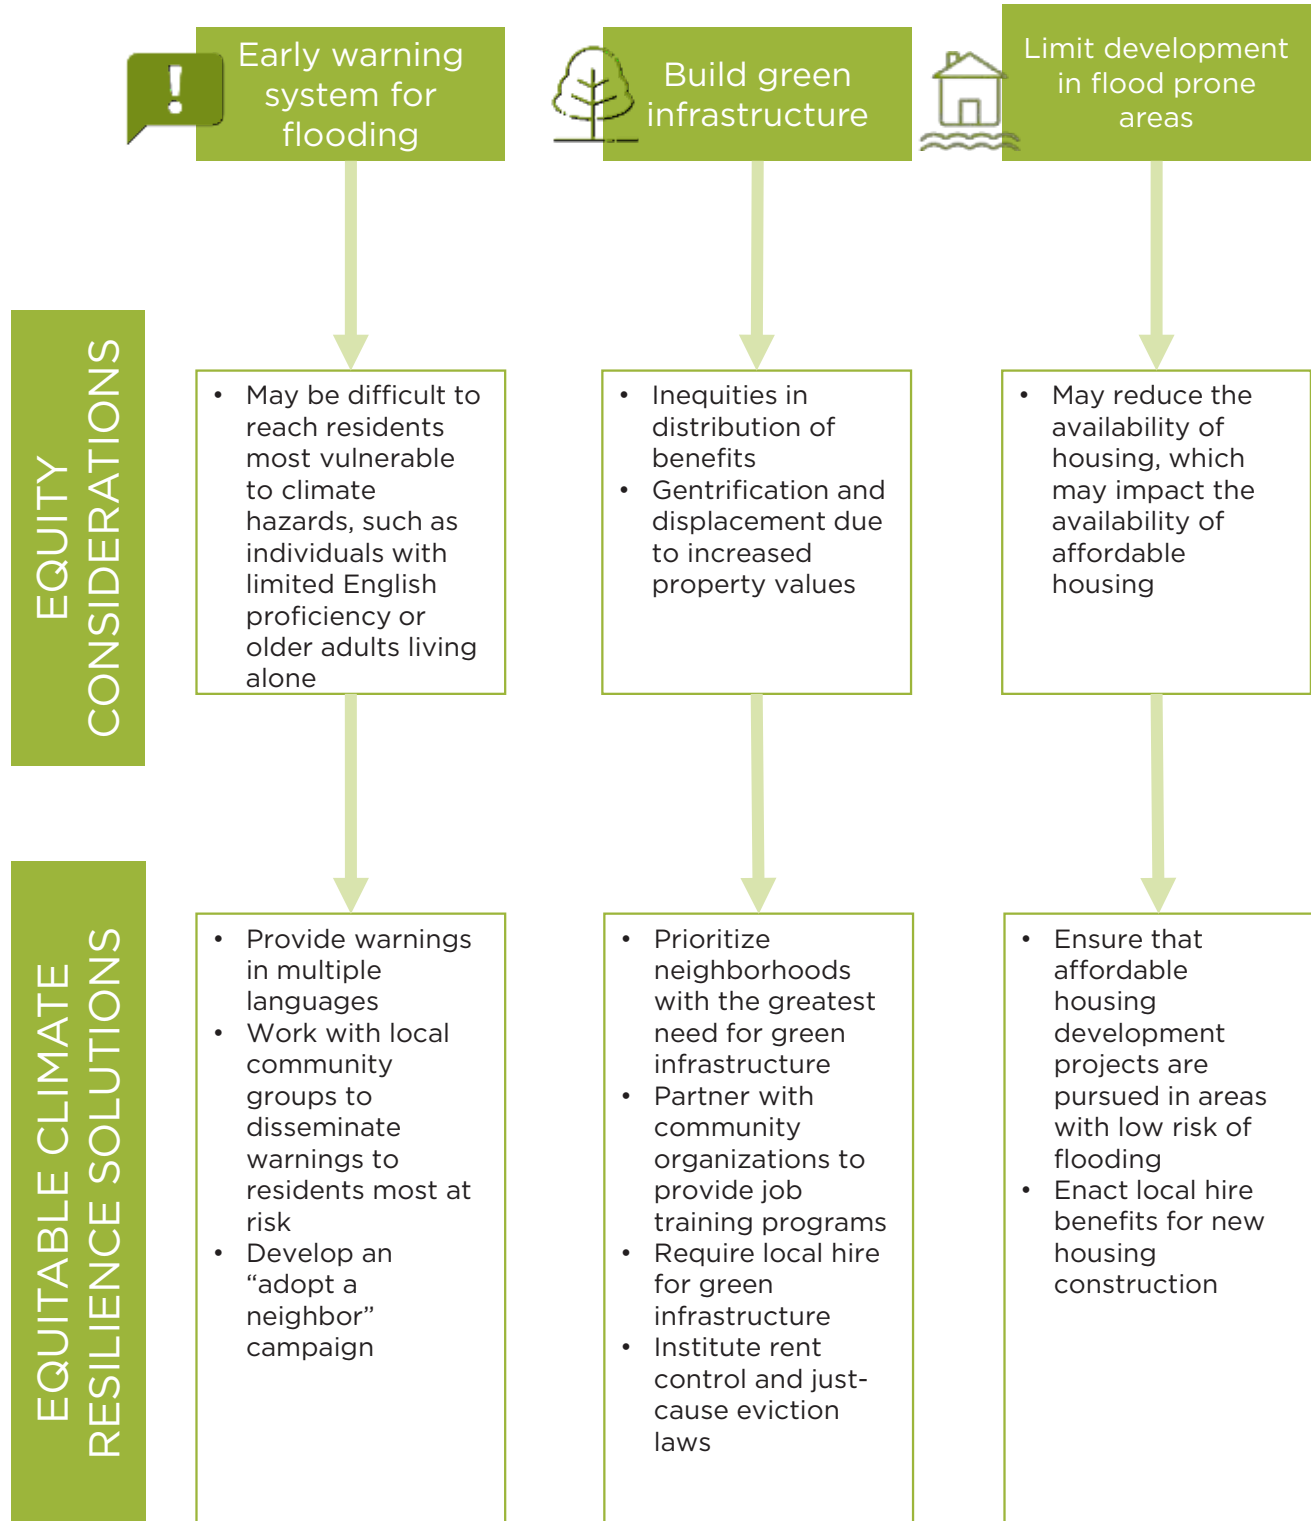 Early warning
system for
flooding
Build green
infrastructure
Limit development
in flood prone
areas
EQUITY
CONSIDERATIONS
• May be difficult to
reach residents
most vulnerable
to climate
hazards, such as
individuals with
limited English
proficiency or
older adults living
alone
• Inequities in
distribution of
benefits
• Gentrification and
displacement due
to increased
property values
• May reduce the
availability of
housing, which
may impact the
availability of
affordable
housing
EQUITABLE CLIMATE
RESILIENCE SOLUTIONS
• Provide warnings
in multiple
languages
• Work with local
community
groups to
disseminate
warnings to
residents most at
risk
• Develop an
“adopt a
neighbor”
campaign
• Prioritize
neighborhoods
with the greatest
need for green
infrastructure
• Partner with
community
organizations to
provide job
training programs
• Require local hire
for green
infrastructure
• Institute rent
control and just-
cause eviction
laws
• Ensure that
affordable
housing
development
projects are
pursued in areas
with low risk of
flooding
• Enact local hire
benefits for new
housing
construction